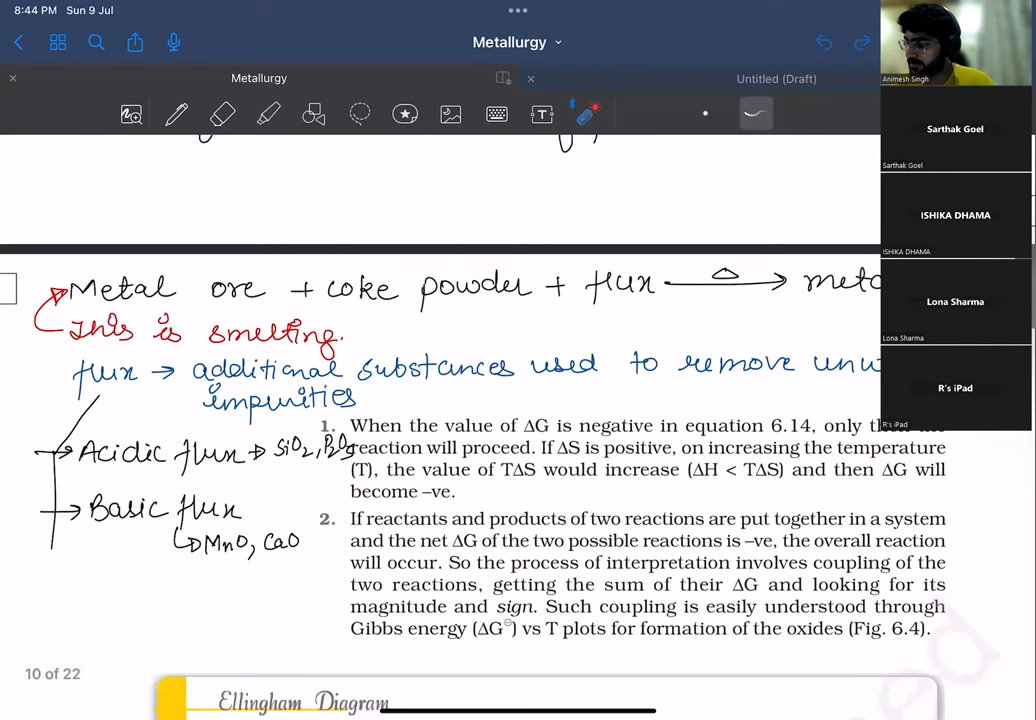 8:44 PM Sun 9 Jul
Metallurgy
Metallurgy
Untitled (Draft)
Animesh Singh
Sarthak Goel
Sarthak Goel
ISHIKA DHAMA
ISHIKA DHAMA
Lona Sharma
Lona Sharma
R's iPad
R's iPad
Metal ore + coke powder + flux △ → meta
This is smelting.
flux → additional substances used to remove unw
impurities
Acidic flux → SiO₂, P₂O₅
Basic flux
↳ MnO, CaO
1. When the value of ΔG is negative in equation 6.14, only the
reaction will proceed. If ΔS is positive, on increasing the temperature
(T), the value of TΔS would increase (ΔH < TΔS) and then ΔG will
become –ve.
2. If reactants and products of two reactions are put together in a system
and the net ΔG of the two possible reactions is –ve, the overall reaction
will occur. So the process of interpretation involves coupling of the
two reactions, getting the sum of their ΔG and looking for its
magnitude and sign. Such coupling is easily understood through
Gibbs energy (ΔG⊖) vs T plots for formation of the oxides (Fig. 6.4).
10 of 22
Ellingham Diagram